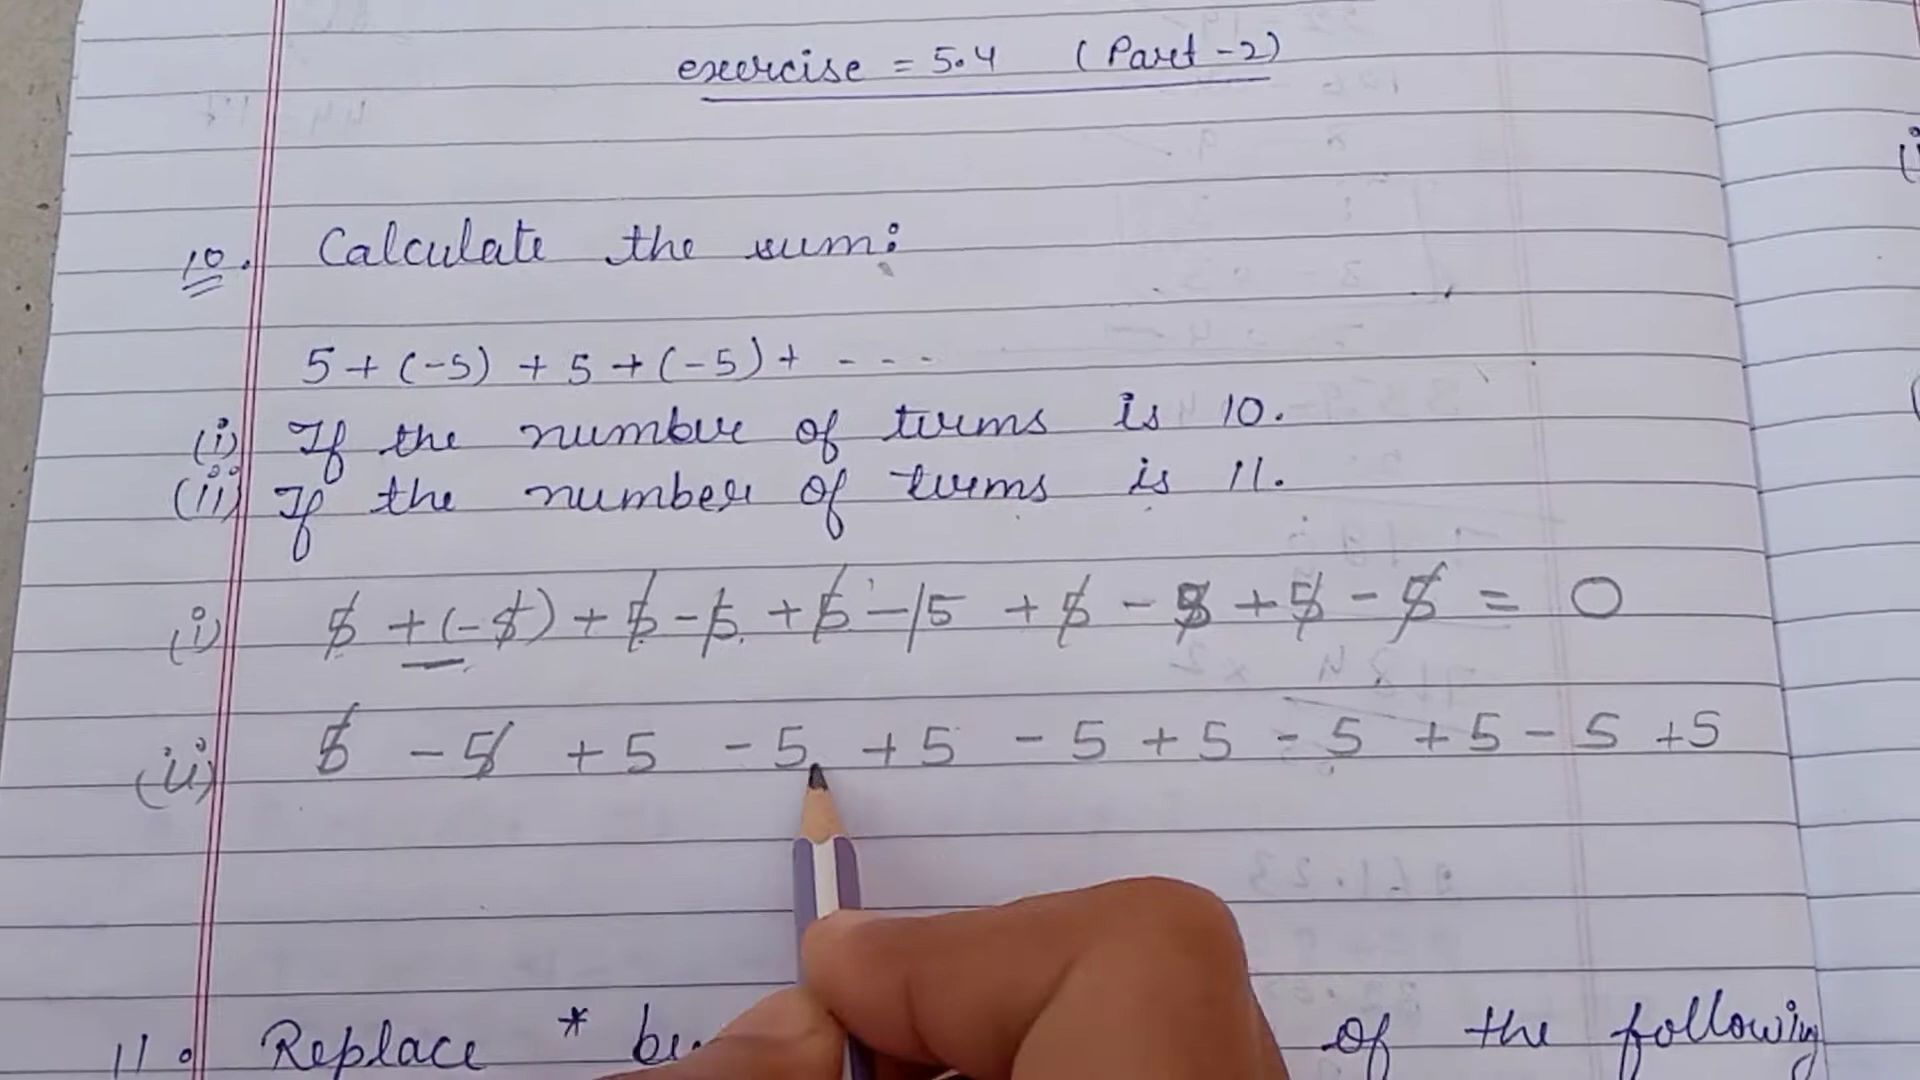 exercise = 5.4 (Part - 2)
10. Calculate the sum:
5 + (-5) + 5 + (-5) + - - -
(i) If the number of terms is 10.
(ii) If the number of terms is 11.
(i) 5 + (-5) + 5 - 5 + 5 - 5 + 5 - 5 + 5 - 5 = 0
(ii) 5 - 5 + 5 - 5 + 5 - 5 + 5 - 5 + 5 - 5 + 5
11. Replace * of the following